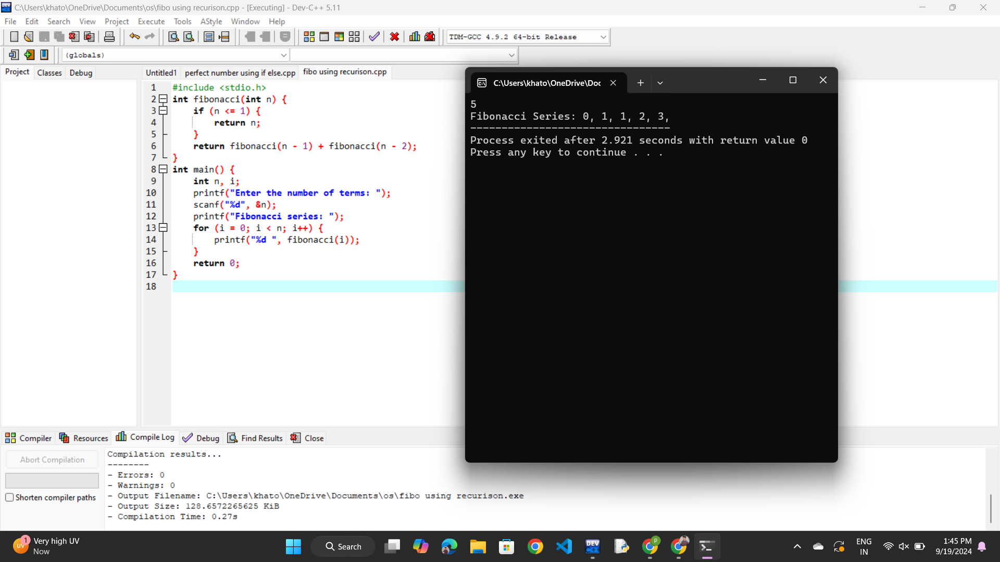 C:\Users\khato\OneDrive\Documents\os\fibo using recurison.cpp - [Executing] - Dev-C++ 5.11
File Edit Search View Project Execute Tools AStyle Window Help
TDM-GCC 4.9.2 64-bit Release
(globals)
Project Classes Debug
Untitled1 perfect number using if else.cpp fibo using recurison.cpp
1 #include <stdio.h>
2 int fibonacci(int n) {
3 if (n <= 1) {
4 return n;
5 }
6 return fibonacci(n - 1) + fibonacci(n - 2);
7 }
8 int main() {
9 int n, i;
10 printf("Enter the number of terms: ");
11 scanf("%d", &n);
12 printf("Fibonacci series: ");
13 for (i = 0; i < n; i++) {
14 printf("%d ", fibonacci(i));
15 }
16 return 0;
17 }
18
C:\Users\khato\OneDrive\Doc
5
Fibonacci Series: 0, 1, 1, 2, 3,
--------------------------------
Process exited after 2.921 seconds with return value 0
Press any key to continue . . .
Compiler Resources Compile Log Debug Find Results Close
Abort Compilation
Shorten compiler paths
Compilation results...
--------
- Errors: 0
- Warnings: 0
- Output Filename: C:\Users\khato\OneDrive\Documents\os\fibo using recurison.exe
- Output Size: 128.6572265625 KiB
- Compilation Time: 0.27s
UV 1
Very high UV
Now
Search
DEV C++
P
ENG
IN
1:45 PM
9/19/2024